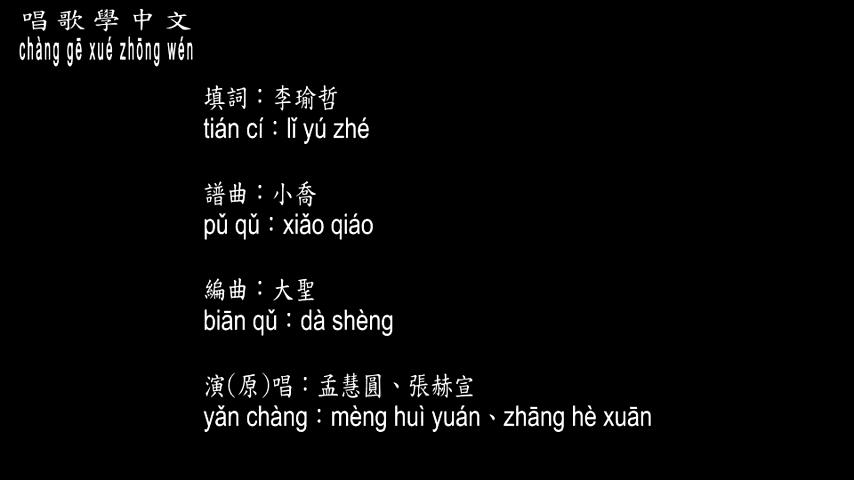 唱歌學中文
chàng gē xué zhōng wén
填詞：李瑜哲
tián cí：lǐ yú zhé
譜曲：小喬
pǔ qǔ：xiǎo qiáo
編曲：大聖
biān qǔ：dà shèng
演(原)唱：孟慧圓、張赫宣
yǎn chàng：mèng huì yuán、zhāng hè xuān